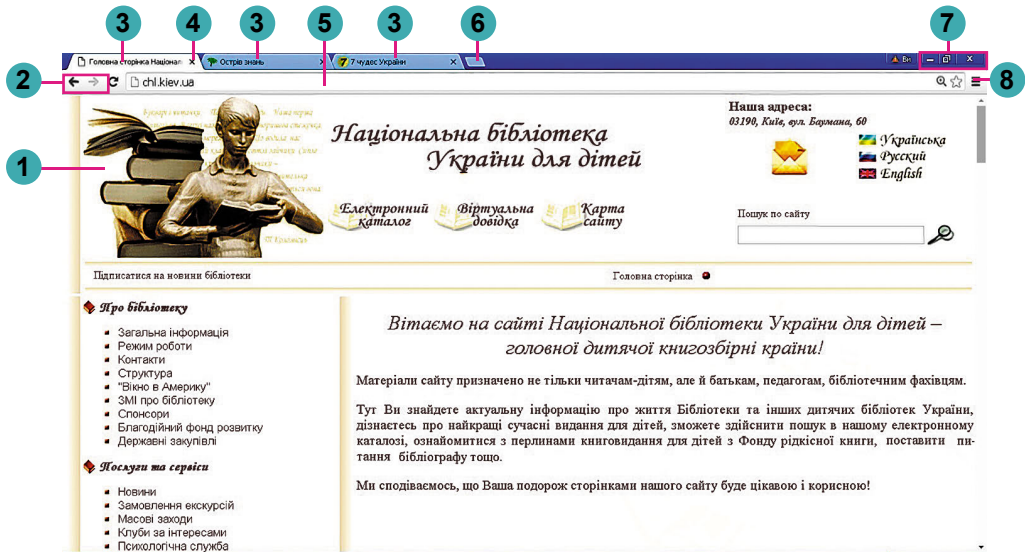 3 4 3 5 3 6 7
Головна сторінка Націонал
Острів знань
7 чудес України
Ви
2
chl.kiev.ua
8
1
Національна бібліотека
України для дітей
Наша адреса:
03190, Київ, вул. Баумана, 60
Українська
Русский
English
Електронний
каталог
Віртуальна
довідка
Карта
сайту
Пошук по сайту
Підписатися на новини бібліотеки
Головна сторінка
Про бібліотеку
Загальна інформація
Режим роботи
Контакти
Структура
"Вікно в Америку"
ЗМІ про бібліотеку
Спонсори
Благодійний фонд розвитку
Державні закупівлі
Послуги та сервіси
Новини
Замовлення екскурсій
Масові заходи
Клуби за інтересами
Психологічна служба
Вітаємо на сайті Національної бібліотеки України для дітей –
головної дитячої книгозбірні країни!
Матеріали сайту призначено не тільки читачам-дітям, але й батькам, педагогам, бібліотечним фахівцям.
Тут Ви знайдете актуальну інформацію про життя Бібліотеки та інших дитячих бібліотек України,
дізнаєтесь про найкращі сучасні видання для дітей, зможете здійснити пошук в нашому електронному
каталозі, ознайомитися з перлинами книговидання для дітей з Фонду рідкісної книги, поставити пи-
тання бібліографу тощо.
Ми сподіваємось, що Ваша подорож сторінками нашого сайту буде цікавою і корисною!